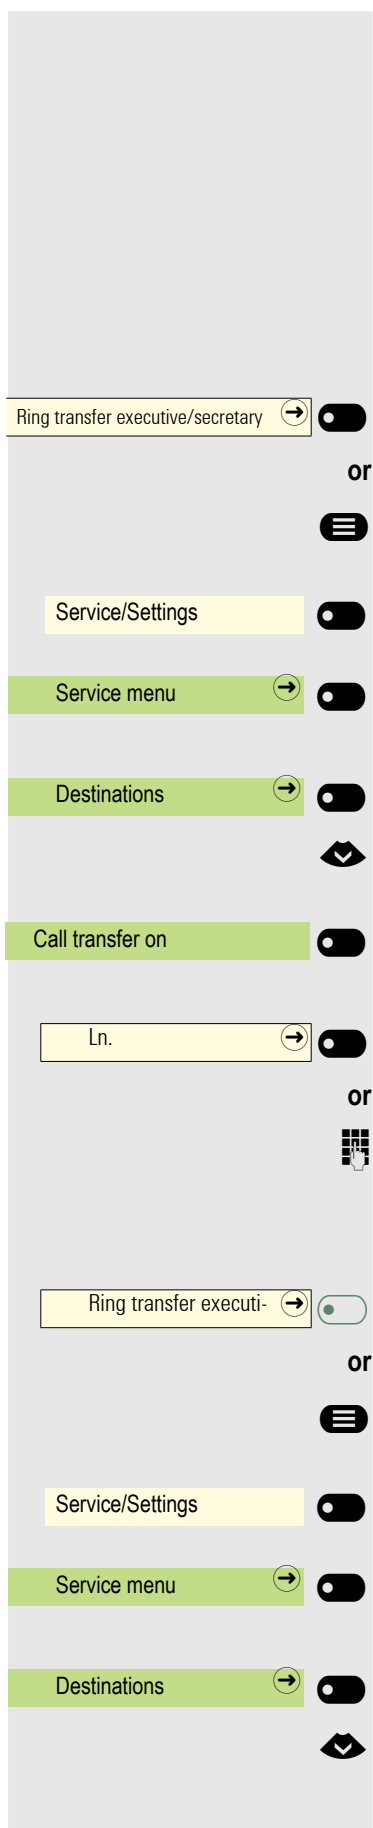 Ring transfer executive/secretary
or
Service/Settings
Service menu
Destinations
Call transfer on
Ln.
or
Ring transfer executi-
or
Service/Settings
Service menu
Destinations